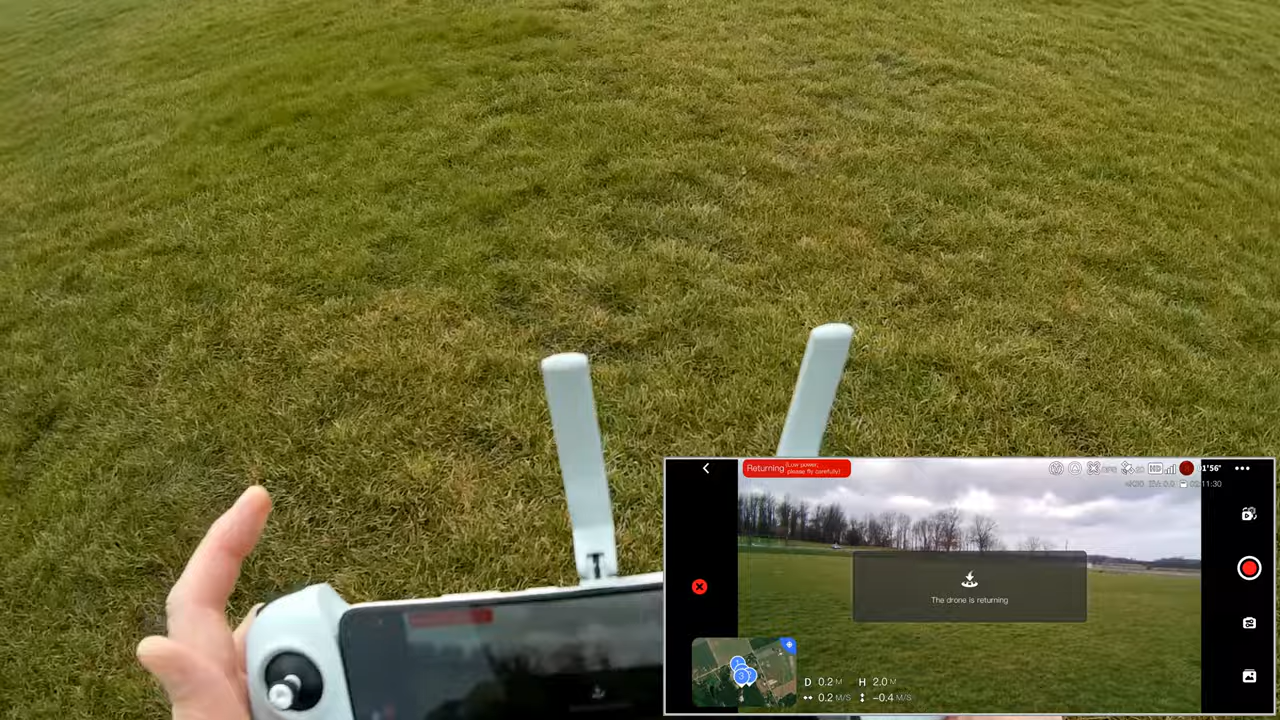 Returning (Low power,
please fly carefully)
HD
1'56"
The drone is returning
D 0.2 M H 2.0 M
0.2 M/S -0.4 M/S